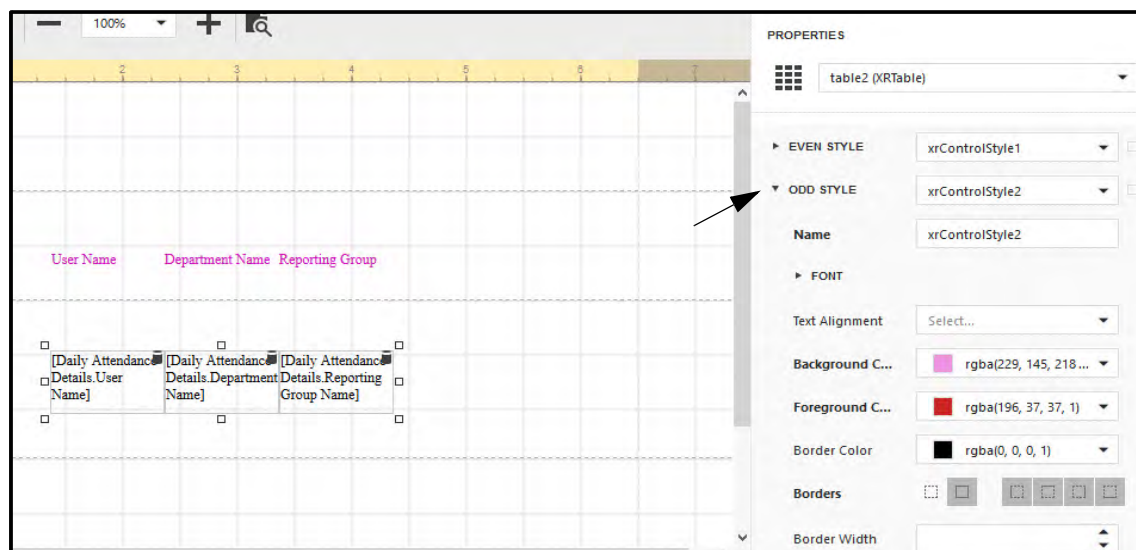 100%
PROPERTIES
2 3 4 5 6 7
table2 (XRTable)
EVEN STYLE xrControlStyle1
ODD STYLE xrControlStyle2
Name xrControlStyle2
User Name Department Name Reporting Group
FONT
Text Alignment Select...
[Daily Attendance [Daily Attendance [Daily Attendance
Details.User Details.Department Details.Reporting
Name] Name] Group Name]
Background C... rgba(229, 145, 218 ...
Foreground C... rgba(196, 37, 37, 1)
Border Color rgba(0, 0, 0, 1)
Borders
Border Width